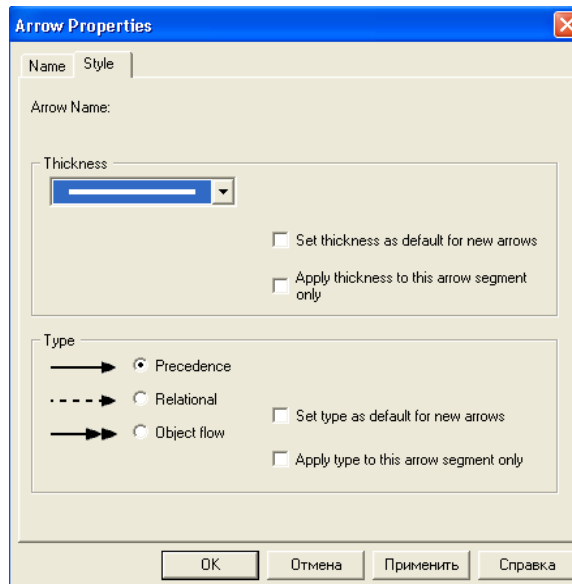 Arrow Properties
Name Style
Arrow Name:
Thickness
Set thickness as default for new arrows
Apply thickness to this arrow segment
only
Type
Precedence
Relational
Object flow
Set type as default for new arrows
Apply type to this arrow segment only
OK Отмена Применить Справка